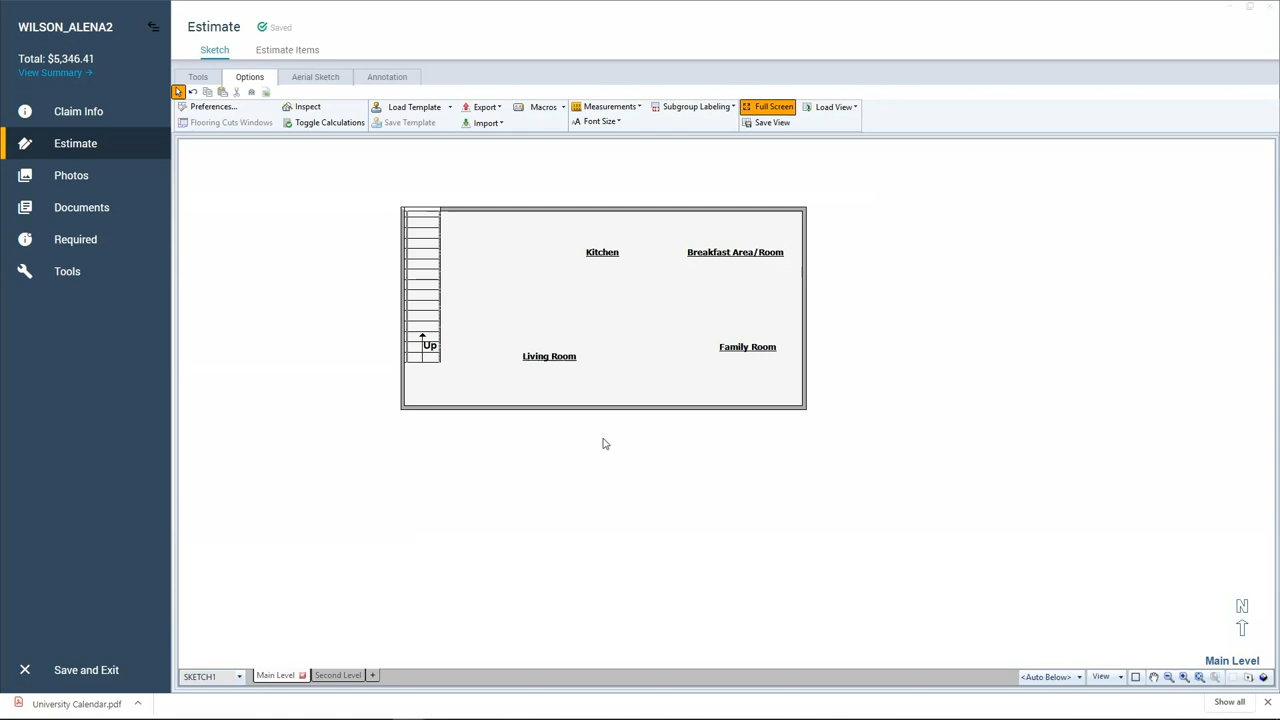 WILSON_ALENA2
Total: $5,346.41
View Summary →
Claim Info
Estimate
Photos
Documents
Required
Tools
Save and Exit
Estimate
Saved
Sketch
Estimate Items
Tools
Options
Aerial Sketch
Annotation
Preferences...
Inspect
Load Template
Export
Macros
Measurements
Subgroup Labeling
Full Screen
Load View
Flooring Cuts Windows
Toggle Calculations
Save Template
Import
A Font Size
Save View
Kitchen
Breakfast Area/Room
Up
Living Room
Family Room
N
Main Level
SKETCH1
Main Level
Second Level
+
<Auto Below>
View
University Calendar.pdf
Show all